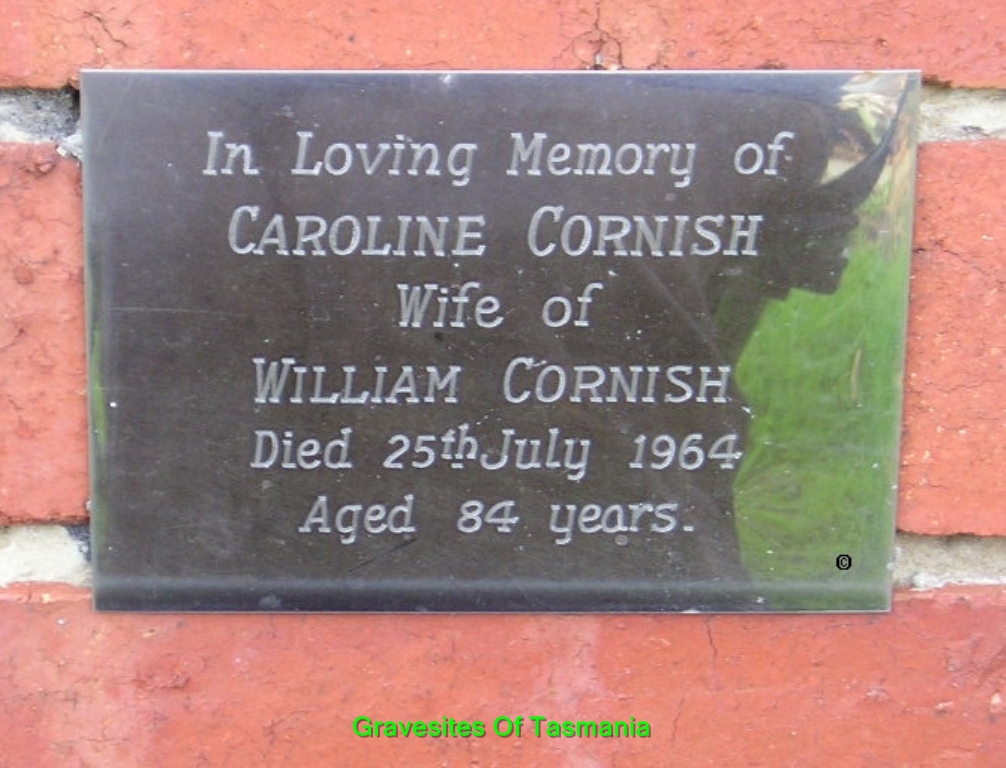 In Loving Memory of
CAROLINE CORNISH
Wife of
WILLIAM CORNISH
Died 25th July 1964
Aged 84 years.
©
Gravesites Of Tasmania